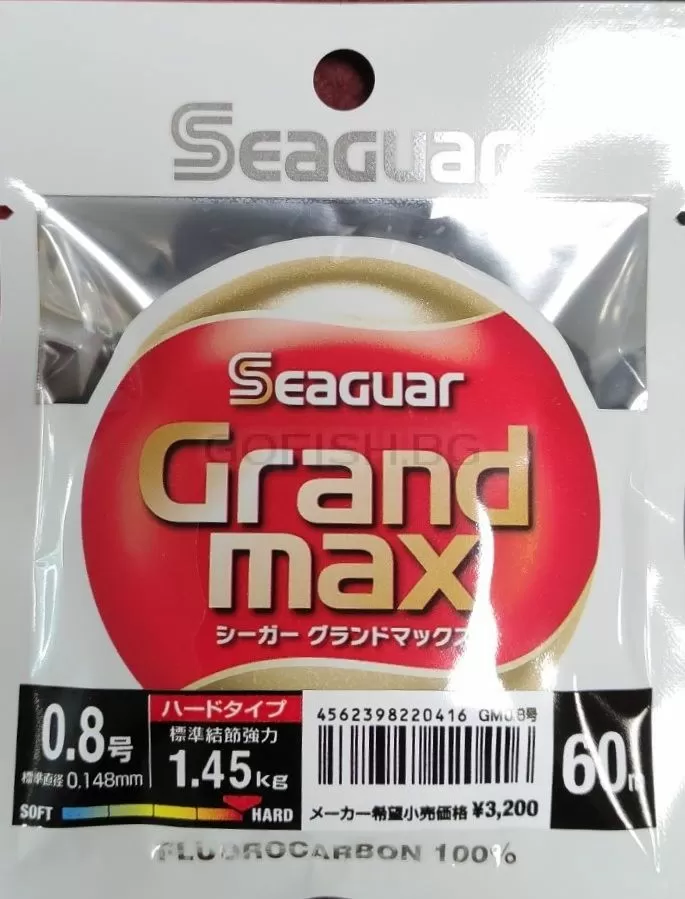 Seaguar
Seaguar
Grand
max
シーガー グランドマックス
GOFISH.BG
0.8号
標準直径 0.148mm
ハードタイプ
標準結節強力
1.45kg
SOFT HARD
4562398220416 GM0.8号
メーカー希望小売価格 ¥3,200
60m
FLUOROCARBON 100%